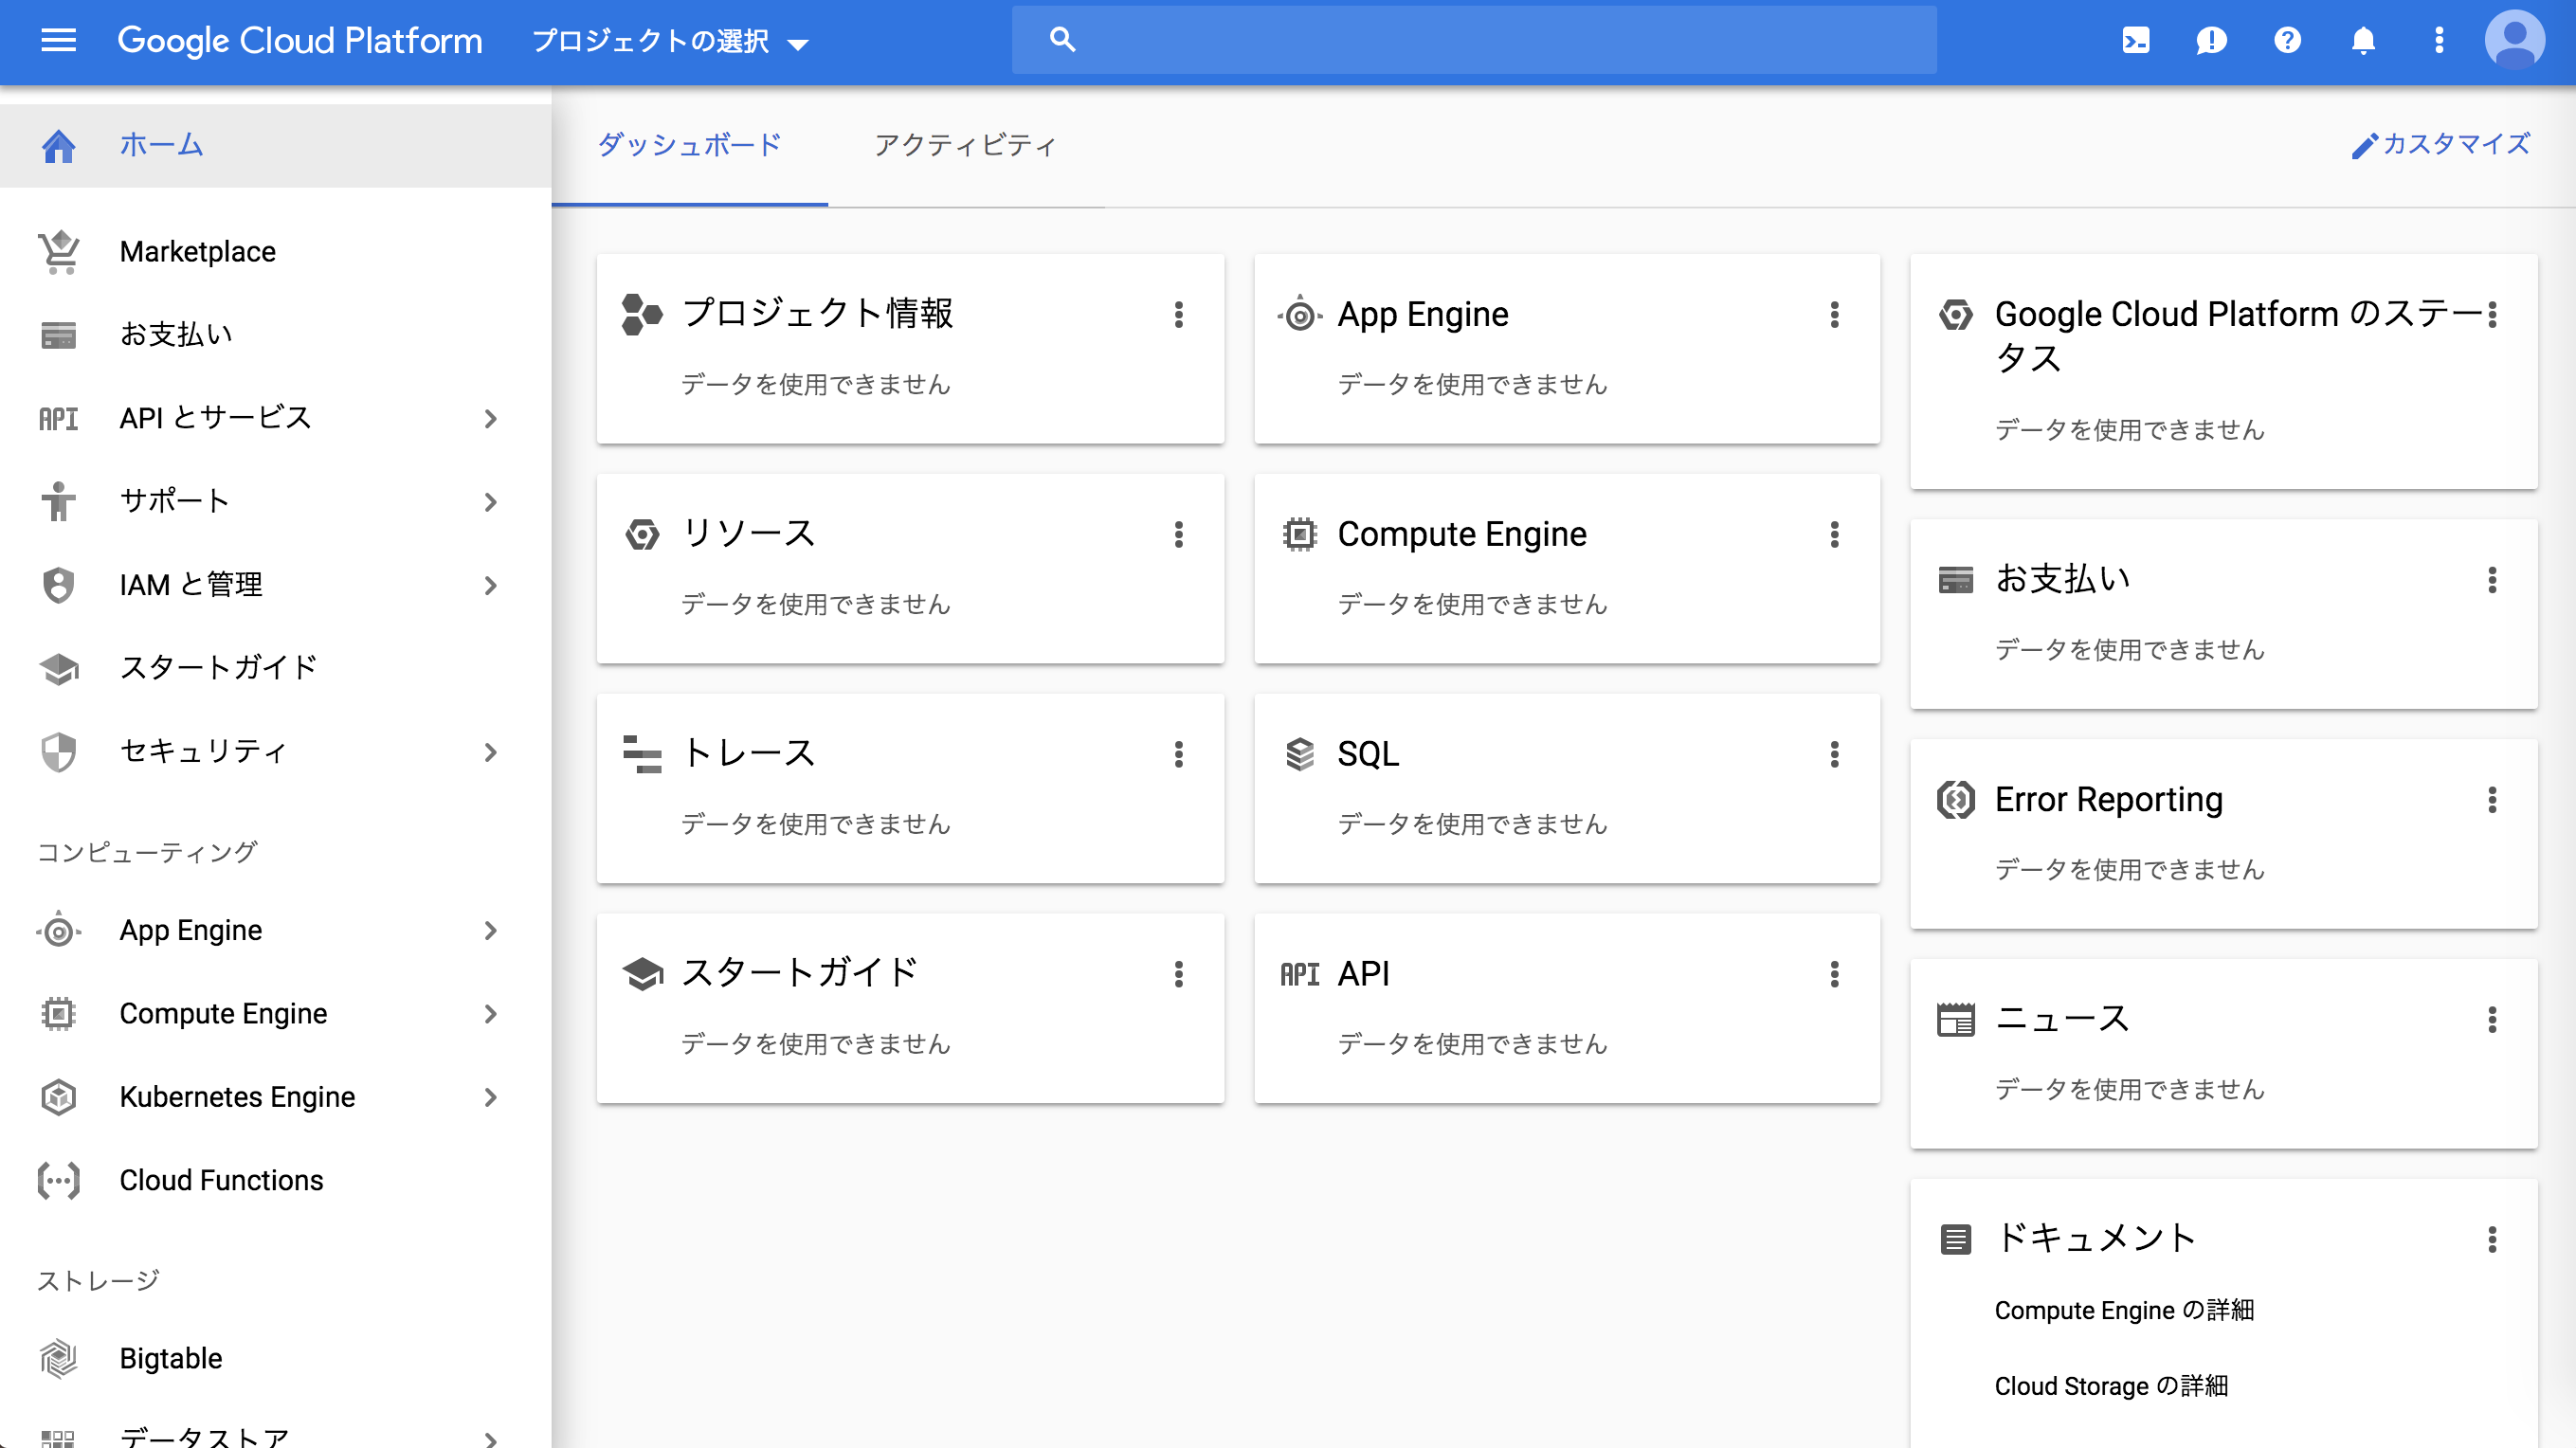 Google Cloud Platform プロジェクトの選択
ホーム
Marketplace
お支払い
API API とサービス
サポート
IAM と管理
スタートガイド
セキュリティ
コンピューティング
App Engine
Compute Engine
Kubernetes Engine
Cloud Functions
ストレージ
Bigtable
データストア
ダッシュボード アクティビティ カスタマイズ
プロジェクト情報
データを使用できません
リソース
データを使用できません
トレース
データを使用できません
スタートガイド
データを使用できません
App Engine
データを使用できません
Compute Engine
データを使用できません
SQL
データを使用できません
API API
データを使用できません
Google Cloud Platform のステー
タス
データを使用できません
お支払い
データを使用できません
Error Reporting
データを使用できません
ニュース
データを使用できません
ドキュメント
Compute Engine の詳細
Cloud Storage の詳細